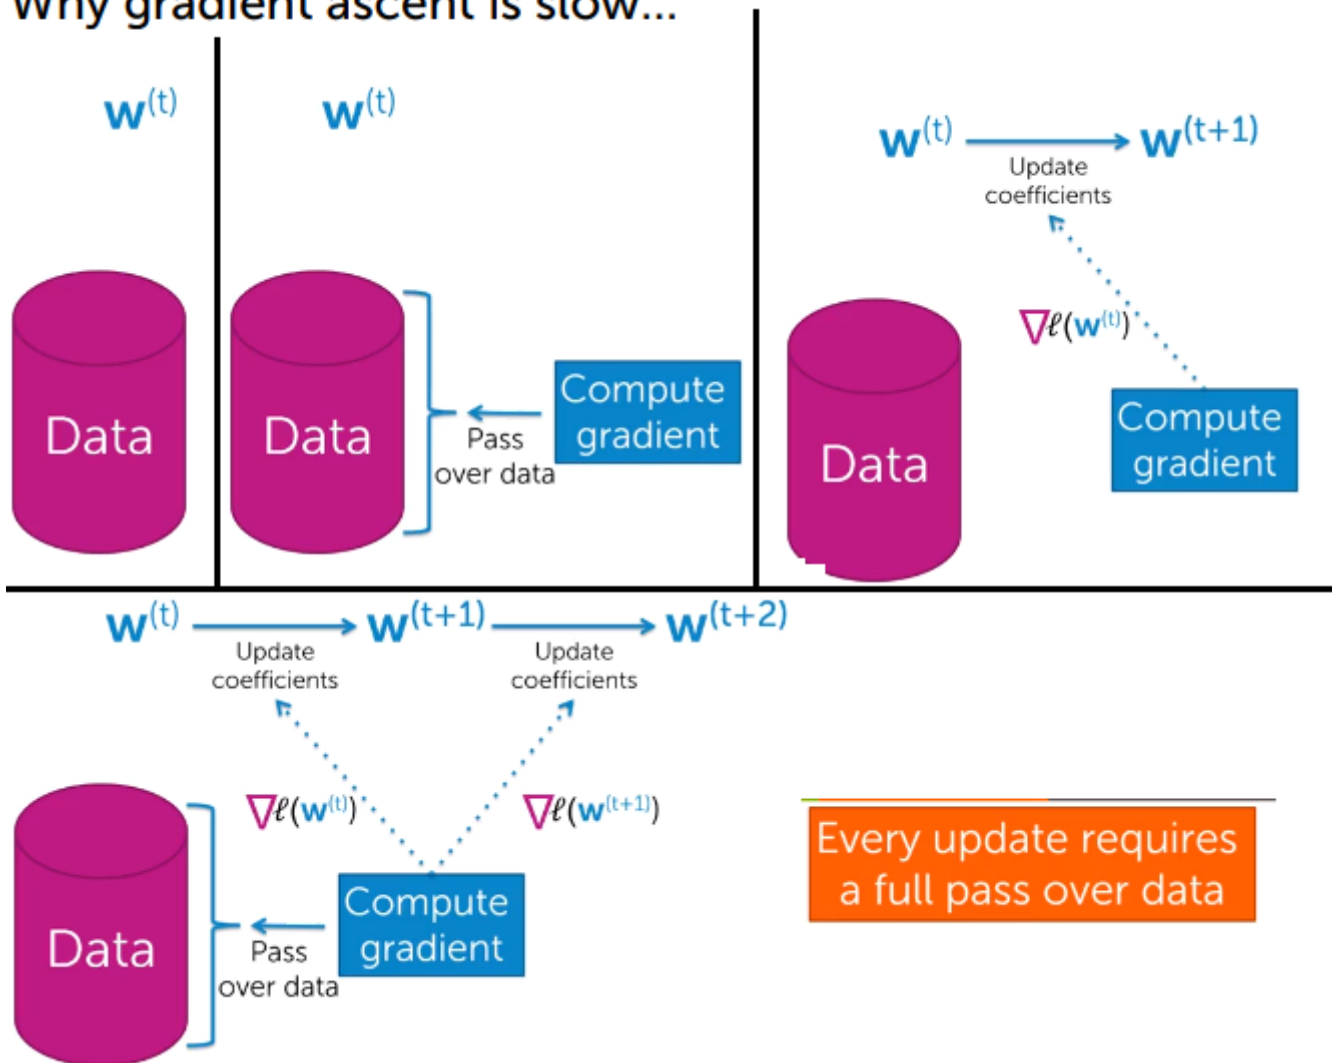 Why gradient ascent is slow...
w(t)
Data
w(t)
Data
Pass
over data
Compute
gradient
w(t)
w(t+1)
Update
coefficients
∇ℓ(w(t))
Data
Compute
gradient
w(t)
w(t+1)
w(t+2)
Update
coefficients
Update
coefficients
∇ℓ(w(t))
∇ℓ(w(t+1))
Data
Pass
over data
Compute
gradient
Every update requires
a full pass over data